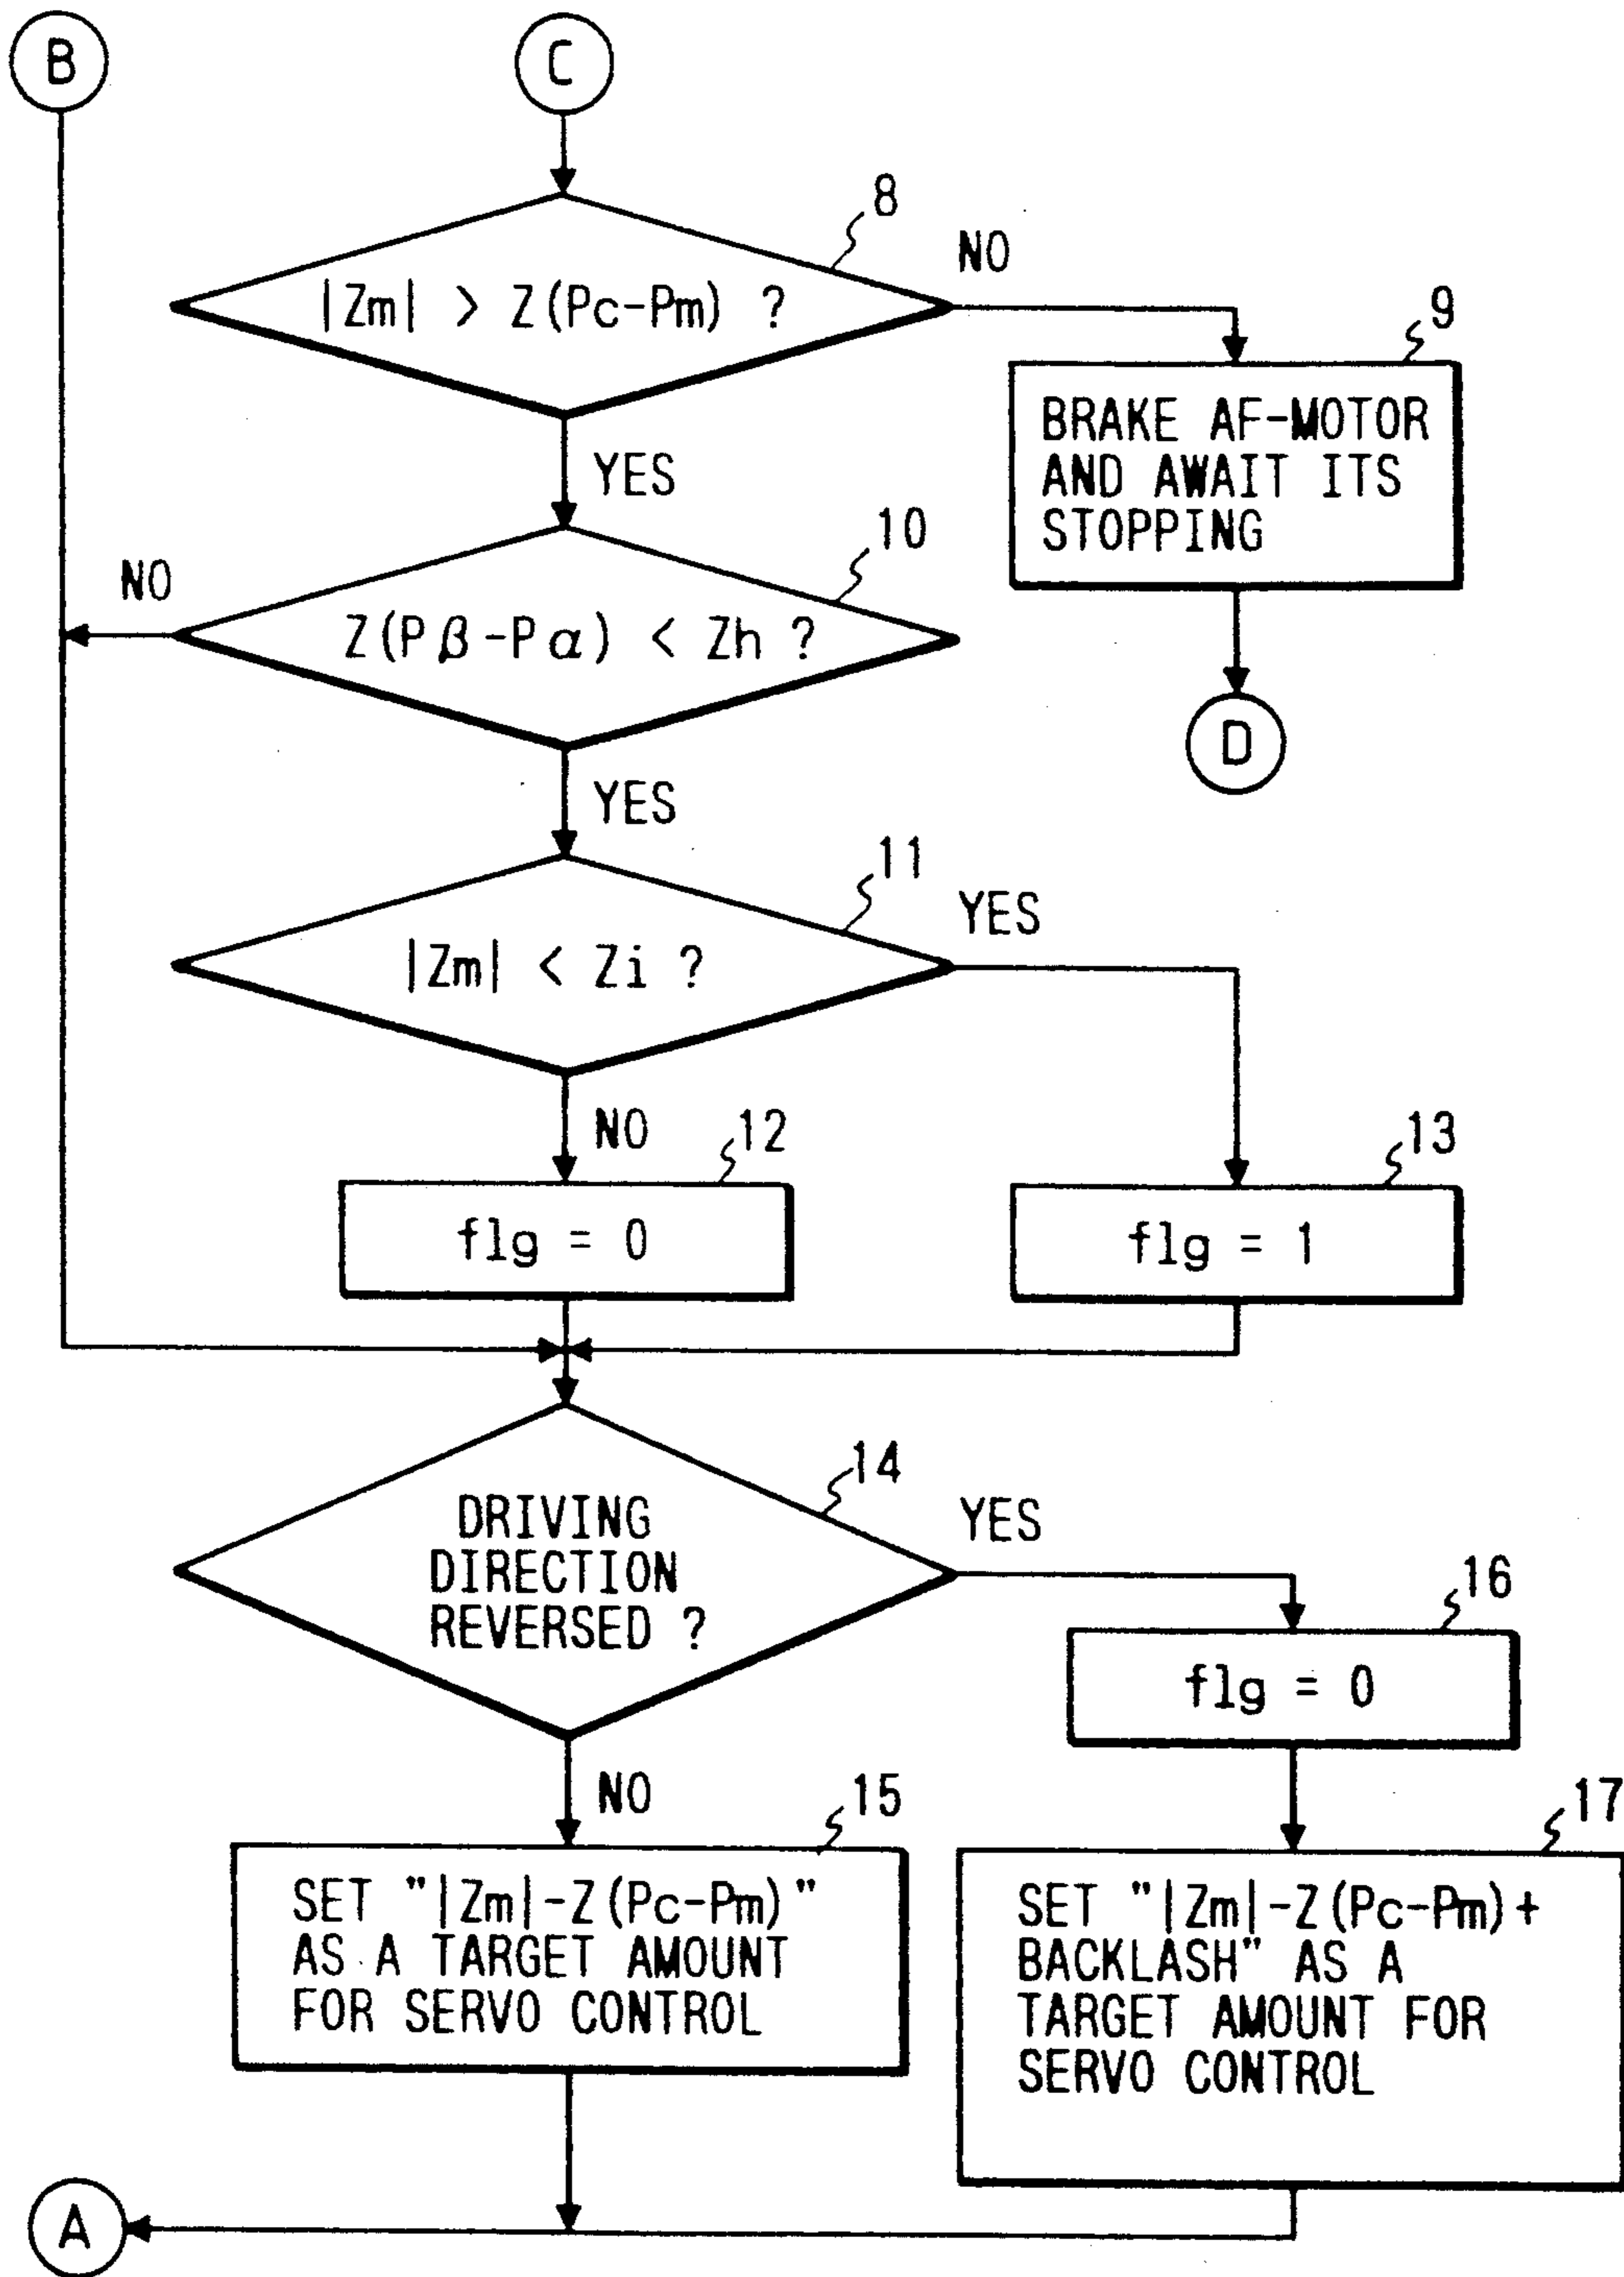 B
C
8
|Zm| > Z(Pc-Pm) ?
NO
9
BRAKE AF-MOTOR
AND AWAIT ITS
STOPPING
YES
10
NO
Z(Pβ-Pα) < Zh ?
D
YES
11
|Zm| < Zi ?
YES
NO
12
13
flg = 0
flg = 1
14
DRIVING
DIRECTION
REVERSED ?
YES
16
flg = 0
NO
15
17
SET "|Zm|-Z(Pc-Pm)"
AS A TARGET AMOUNT
FOR SERVO CONTROL
SET "|Zm|-Z(Pc-Pm)+
BACKLASH" AS A
TARGET AMOUNT FOR
SERVO CONTROL
A